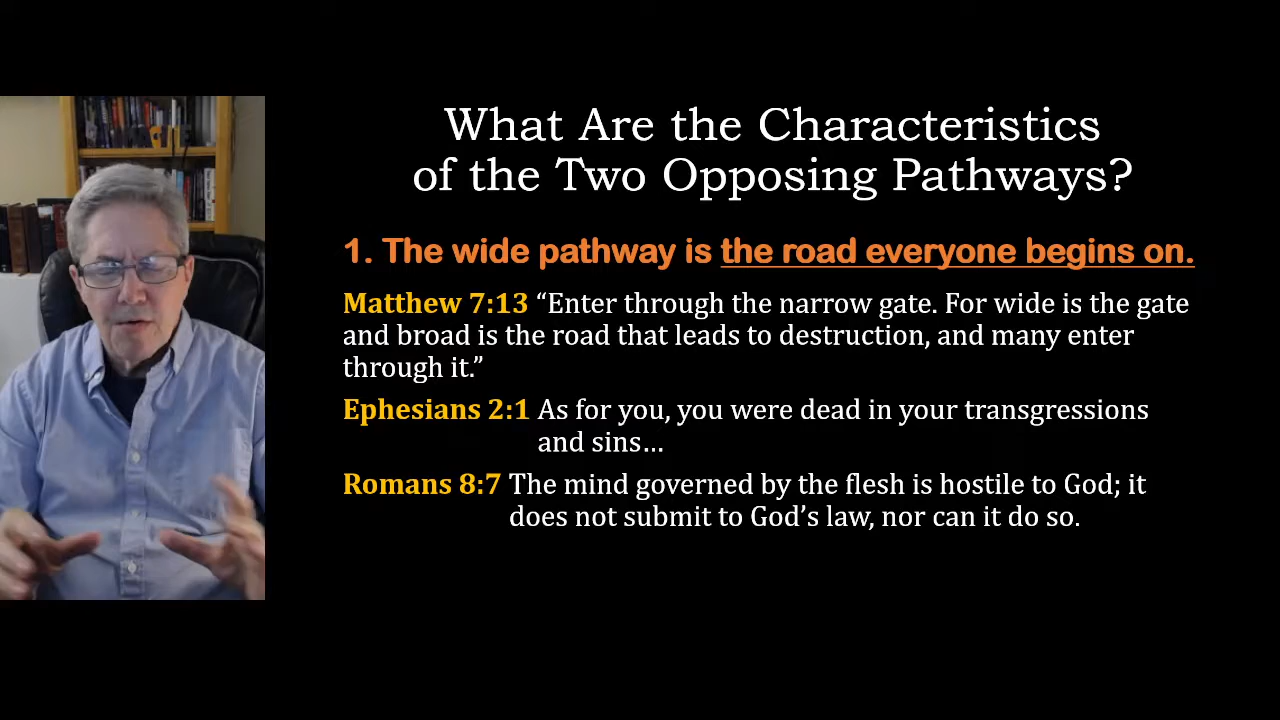 What Are the Characteristics
of the Two Opposing Pathways?
1. The wide pathway is the road everyone begins on.
Matthew 7:13 “Enter through the narrow gate. For wide is the gate
and broad is the road that leads to destruction, and many enter
through it.”
Ephesians 2:1 As for you, you were dead in your transgressions
and sins…
Romans 8:7 The mind governed by the flesh is hostile to God; it
does not submit to God’s law, nor can it do so.